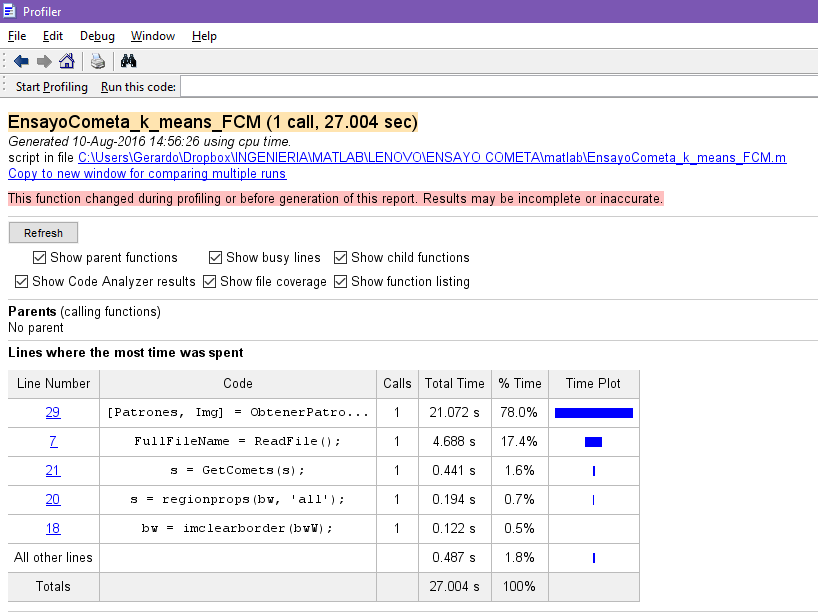 Profiler
File Edit Debug Window Help
Start Profiling Run this code:
EnsayoCometa_k_means_FCM (1 call, 27.004 sec)
Generated 10-Aug-2016 14:56:26 using cpu time.
script in file C:\Users\Gerardo\Dropbox\INGENIERIA\MATLAB\LENOVO\ENSAYO COMETA\matlab\EnsayoCometa_k_means_FCM.m
Copy to new window for comparing multiple runs
This function changed during profiling or before generation of this report. Results may be incomplete or inaccurate.
Refresh
Show parent functions Show busy lines Show child functions
Show Code Analyzer results Show file coverage Show function listing
Parents (calling functions)
No parent
Lines where the most time was spent
Line Number Code Calls Total Time % Time Time Plot
29 [Patrones, Img] = ObtenerPatro... 1 21.072 s 78.0%
7 FullFileName = ReadFile(); 1 4.688 s 17.4%
21 s = GetComets(s); 1 0.441 s 1.6%
20 s = regionprops(bw, 'all'); 1 0.194 s 0.7%
18 bw = imclearborder(bwW); 1 0.122 s 0.5%
All other lines 0.487 s 1.8%
Totals 27.004 s 100%